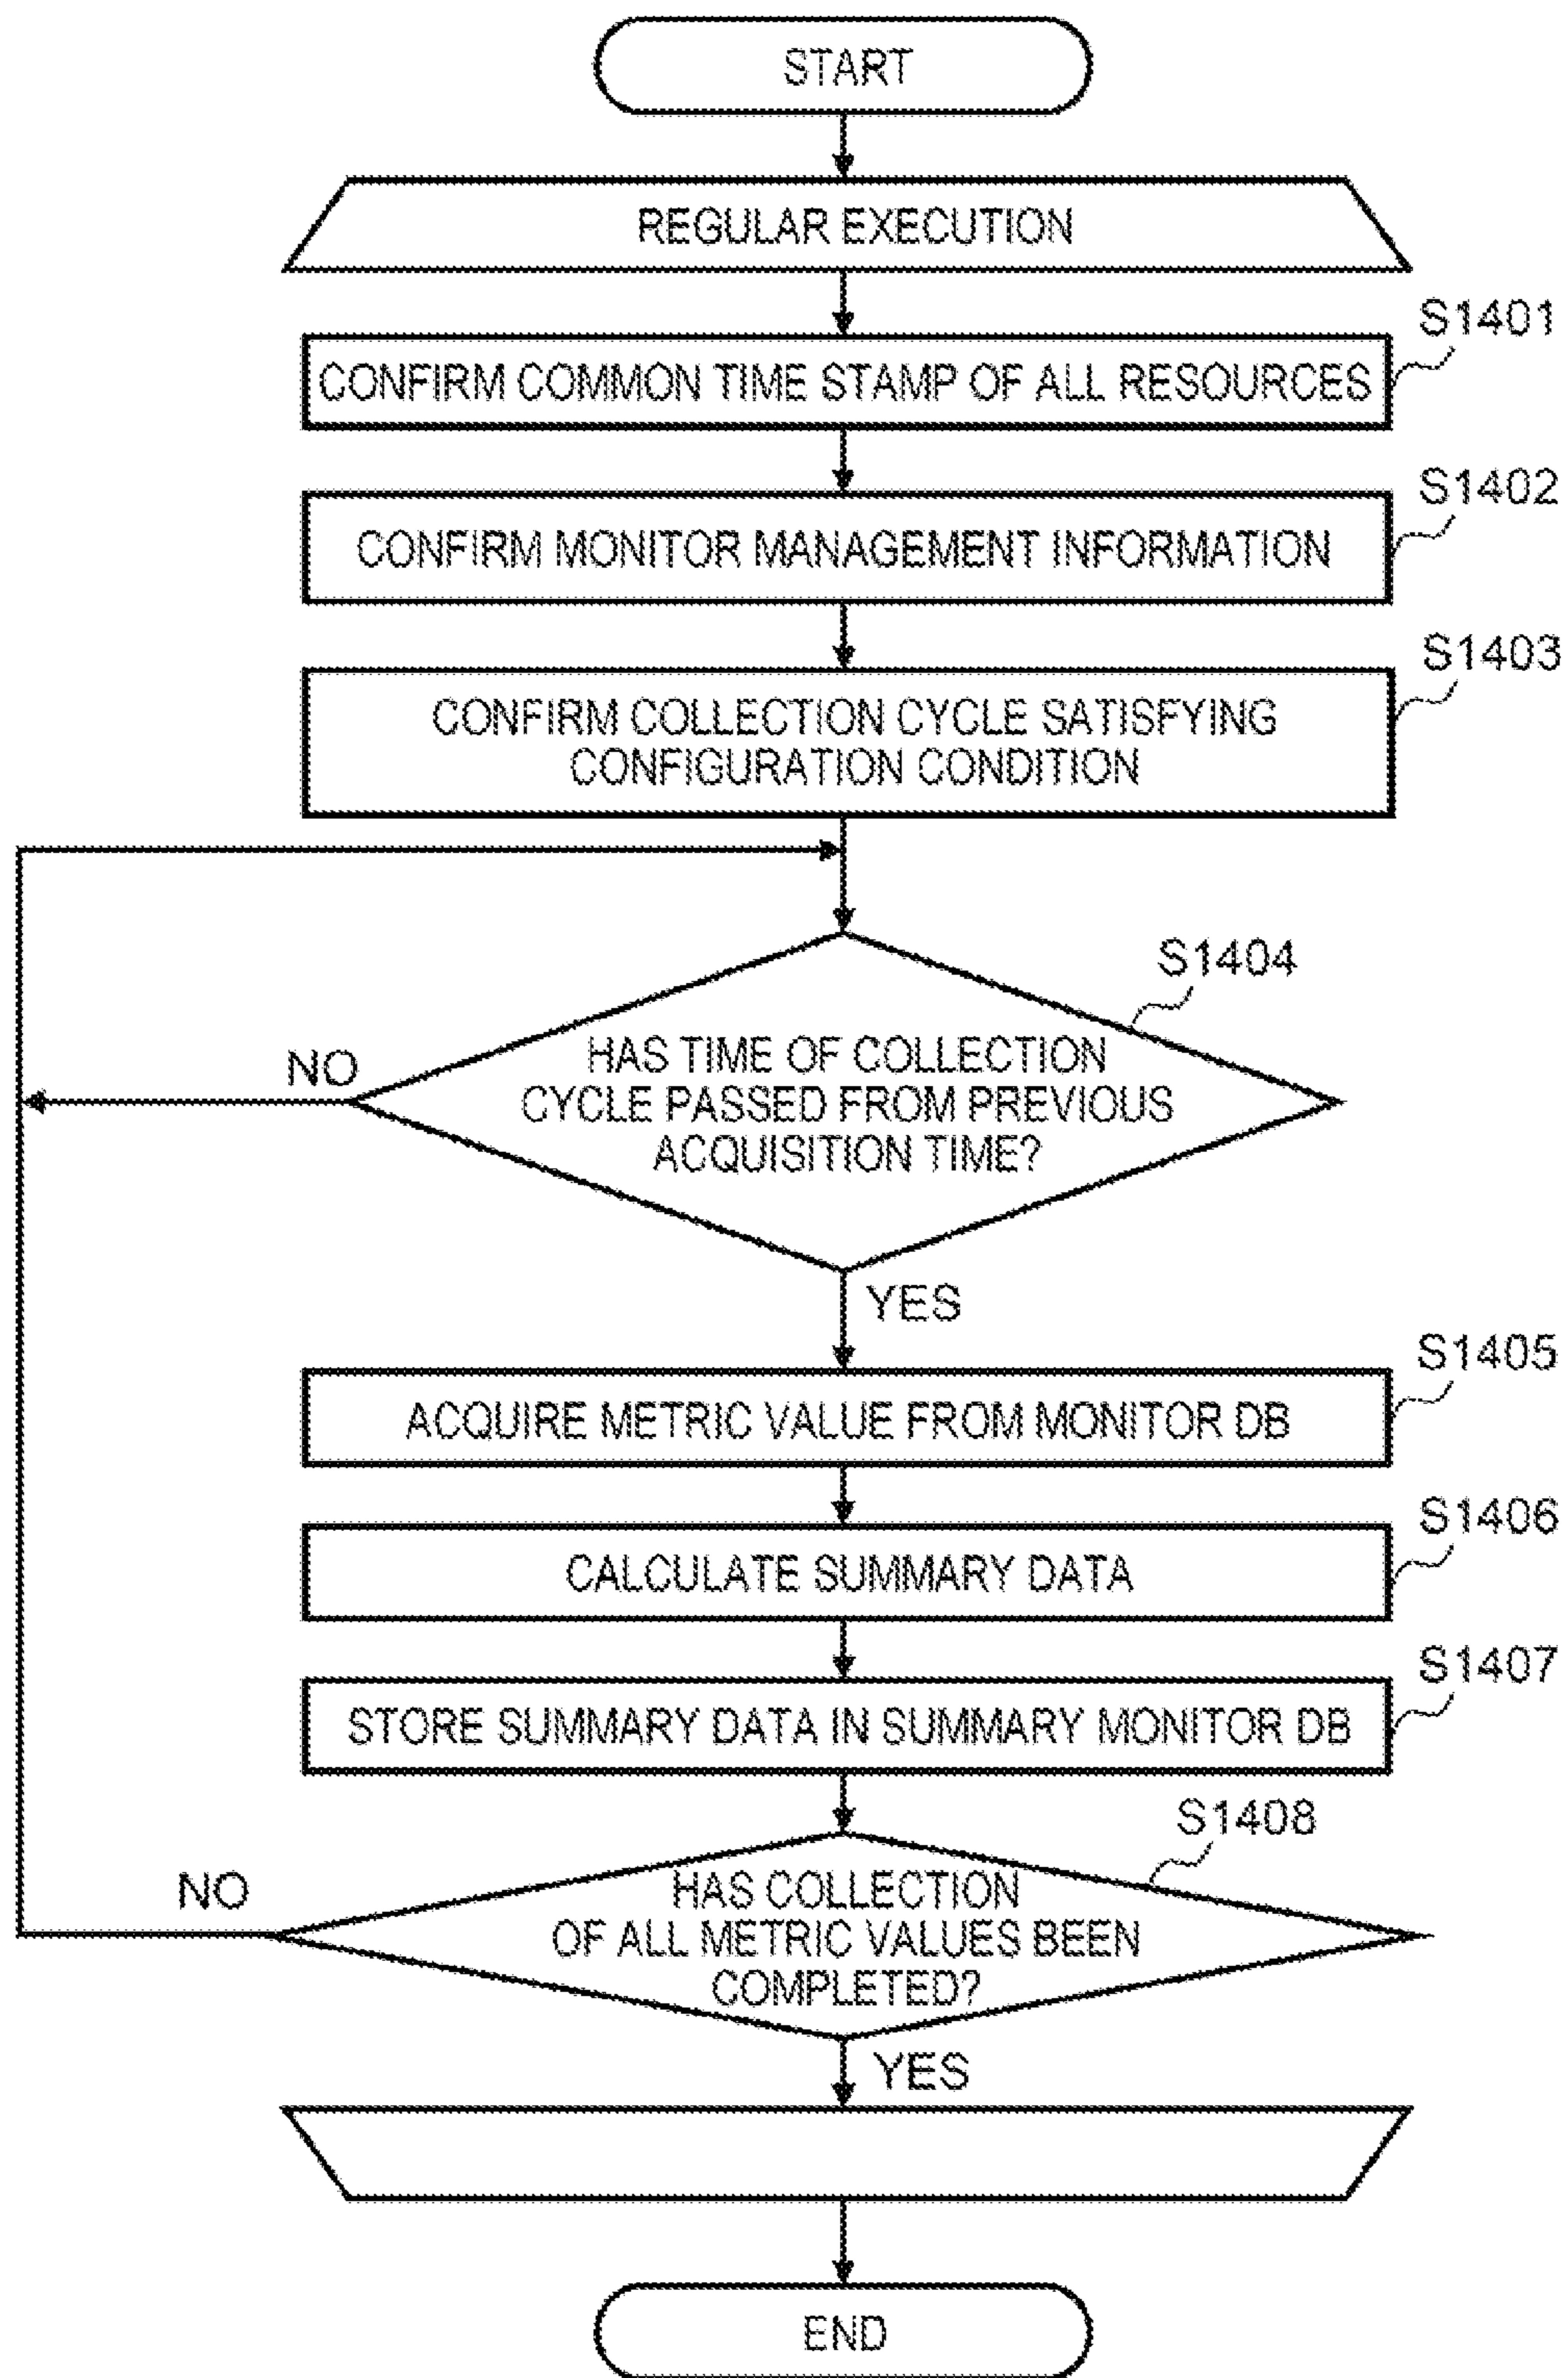 START
REGULAR EXECUTION
S1401
CONFIRM COMMON TIME STAMP OF ALL RESOURCES
S1402
CONFIRM MONITOR MANAGEMENT INFORMATION
S1403
CONFIRM COLLECTION CYCLE SATISFYING
CONFIGURATION CONDITION
S1404
HAS TIME OF COLLECTION
CYCLE PASSED FROM PREVIOUS
ACQUISITION TIME?
NO
YES
S1405
ACQUIRE METRIC VALUE FROM MONITOR DB
S1406
CALCULATE SUMMARY DATA
S1407
STORE SUMMARY DATA IN SUMMARY MONITOR DB
S1408
HAS COLLECTION
OF ALL METRIC VALUES BEEN
COMPLETED?
NO
YES
END